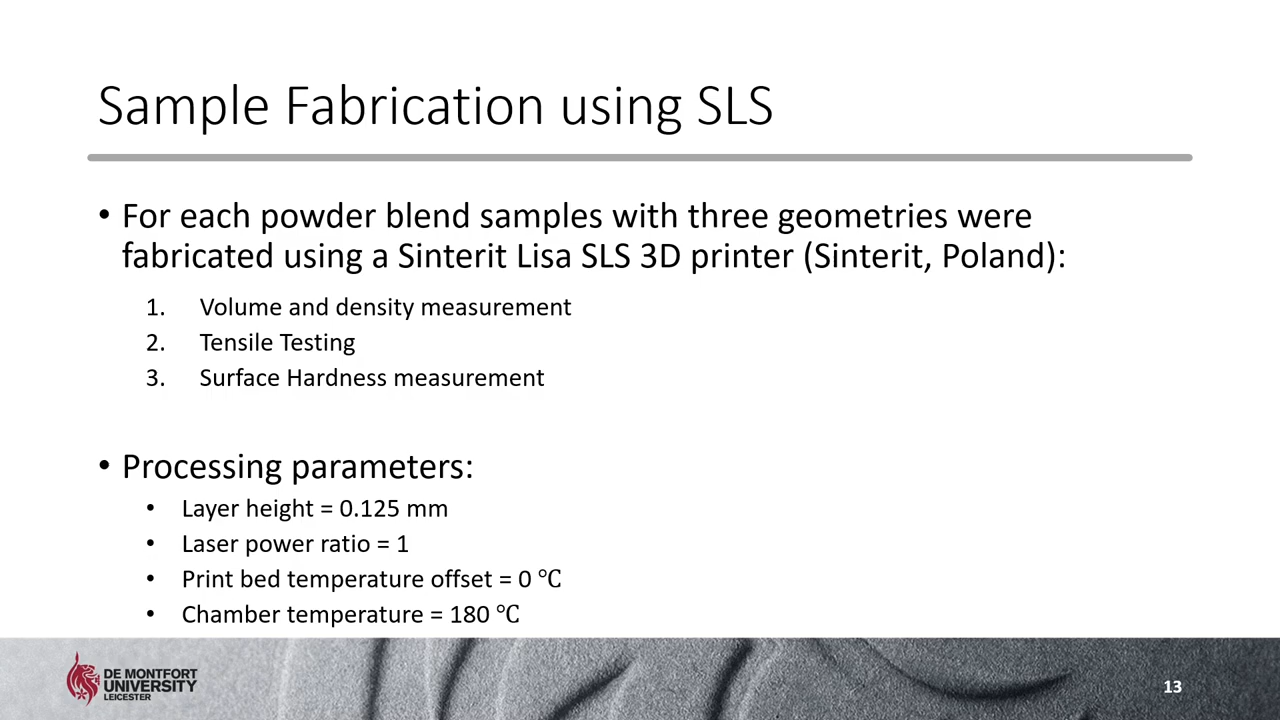 Sample Fabrication using SLS
• For each powder blend samples with three geometries were
fabricated using a Sinterit Lisa SLS 3D printer (Sinterit, Poland):
1. Volume and density measurement
2. Tensile Testing
3. Surface Hardness measurement
• Processing parameters:
• Layer height = 0.125 mm
• Laser power ratio = 1
• Print bed temperature offset = 0 ℃
• Chamber temperature = 180 ℃
DE MONTFORT
UNIVERSITY
LEICESTER
13